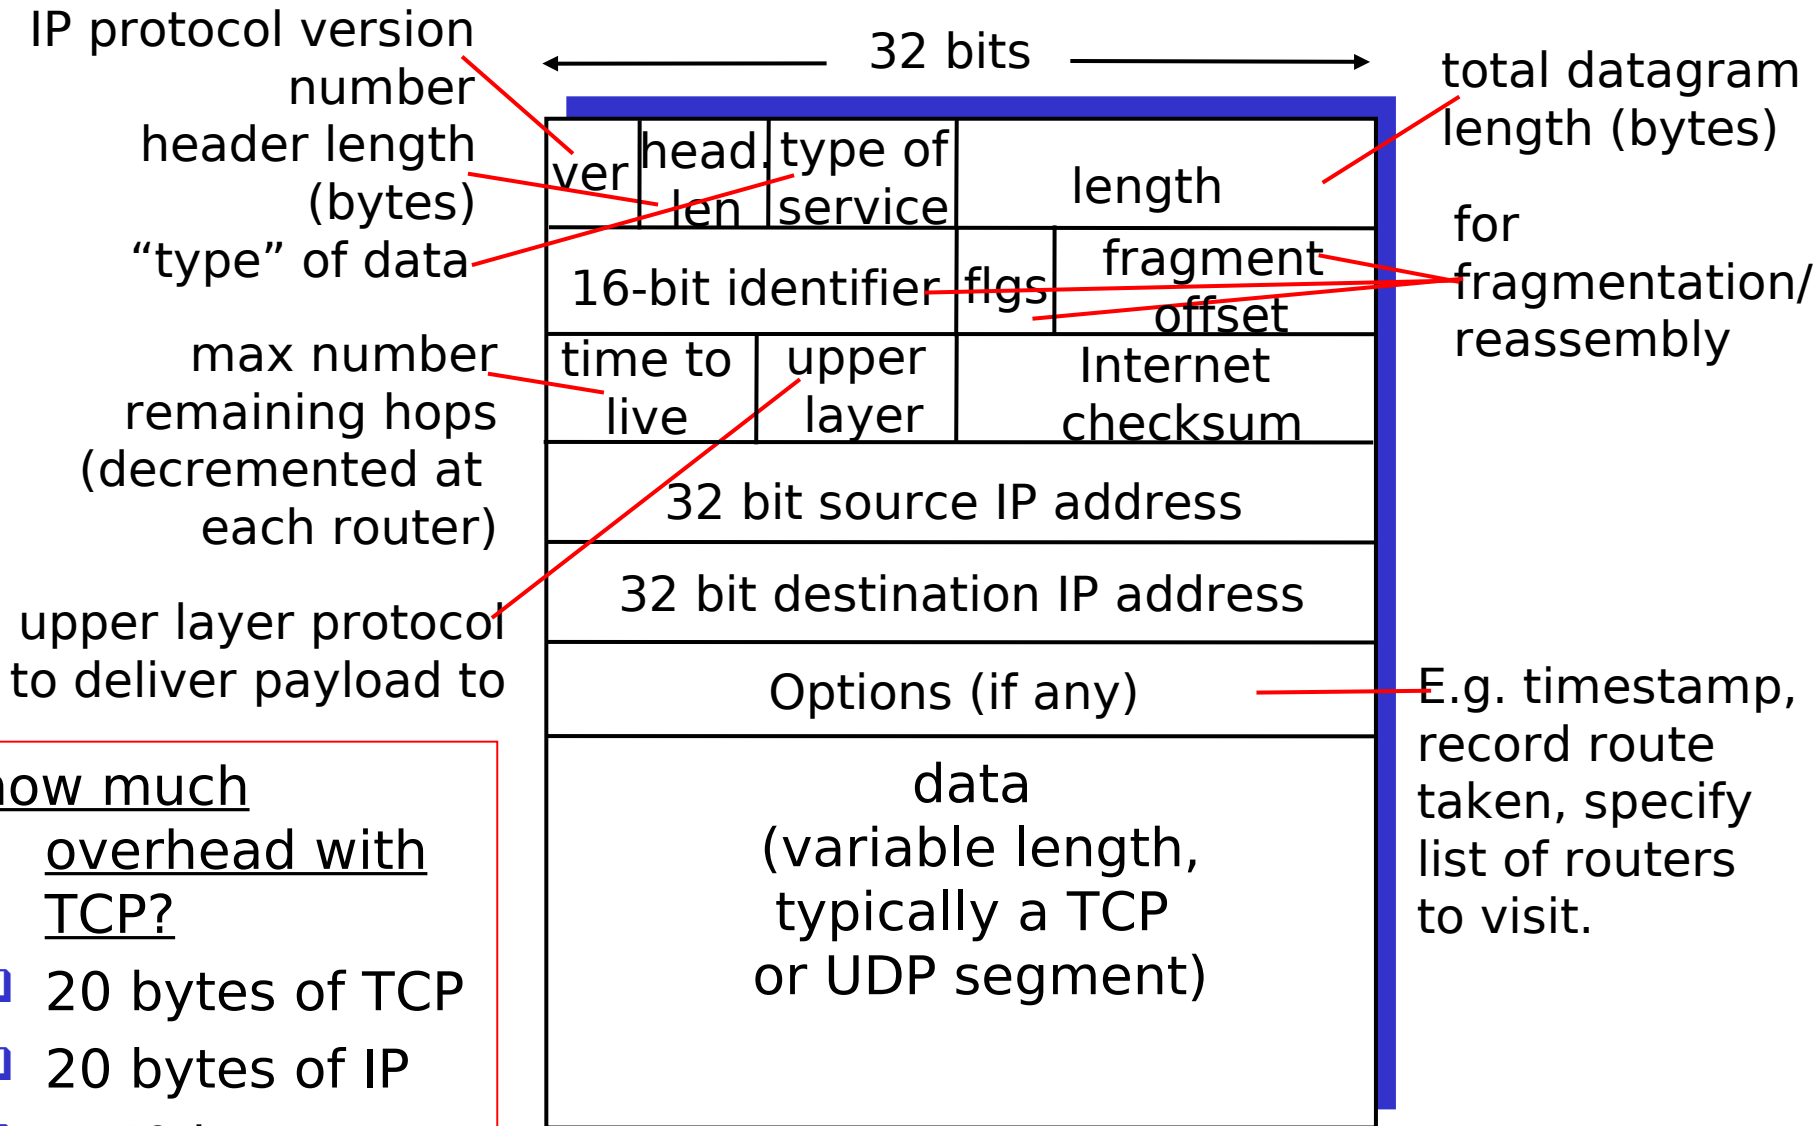 IP protocol version
number
header length
(bytes)
“type” of data
max number
remaining hops
(decremented at
each router)
upper layer protocol
to deliver payload to
how much
overhead with
TCP?
20 bytes of TCP
20 bytes of IP
32 bits
ver
head.
len
type of
service
length
16-bit identifier
flgs
fragment
offset
time to
live
upper
layer
Internet
checksum
32 bit source IP address
32 bit destination IP address
Options (if any)
data
(variable length,
typically a TCP
or UDP segment)
total datagram
length (bytes)
for
fragmentation/
reassembly
E.g. timestamp,
record route
taken, specify
list of routers
to visit.